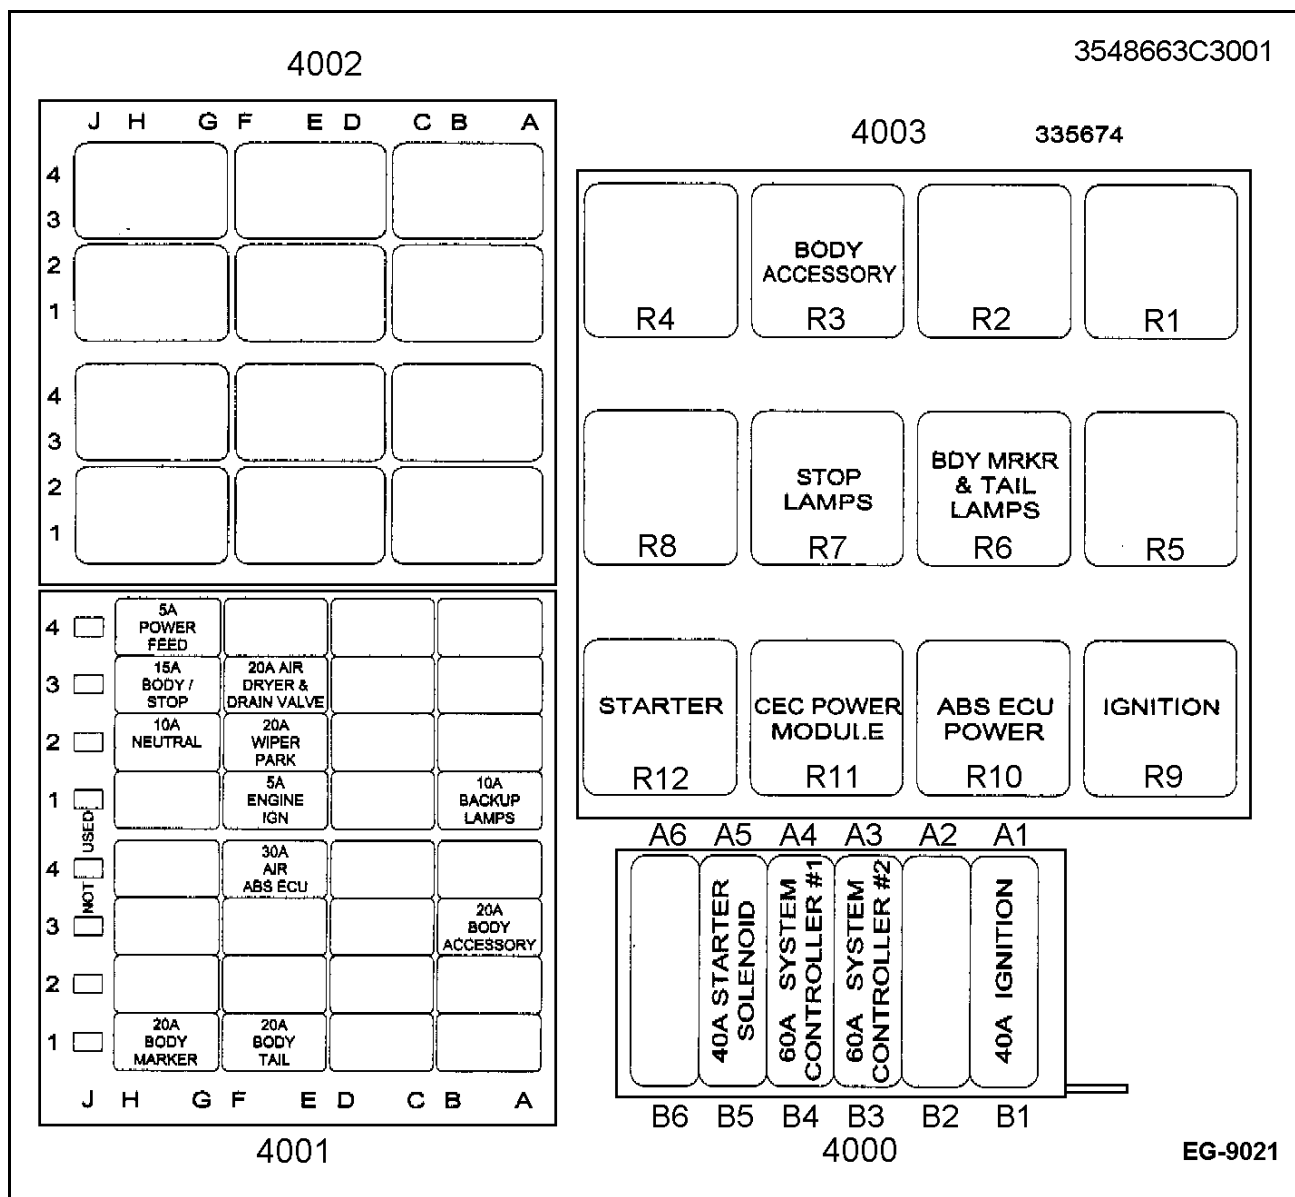 4002
3548663C3001
J H G F E D C B A
4
3
2
1
4
3
2
1
4003 335674
R4
BODY
ACCESSORY
R3
R2
R1
R8
STOP
LAMPS
R7
BDY MRKR
& TAIL
LAMPS
R6
R5
STARTER
R12
CEC POWER
MODULE
R11
ABS ECU
POWER
R10
IGNITION
R9
4
5A
POWER
FEED
3
15A
BODY /
STOP
20A AIR
DRYER &
DRAIN VALVE
2
10A
NEUTRAL
20A
WIPER
PARK
1
5A
ENGINE
IGN
10A
BACKUP
LAMPS
NOT USED
4
30A
AIR
ABS ECU
3
20A
BODY
ACCESSORY
2
1
20A
BODY
MARKER
20A
BODY
TAIL
J H G F E D C B A
4001
A6 A5 A4 A3 A2 A1
40A STARTER
SOLENOID
60A SYSTEM
CONTROLLER #1
60A SYSTEM
CONTROLLER #2
40A IGNITION
B6 B5 B4 B3 B2 B1
4000
EG-9021